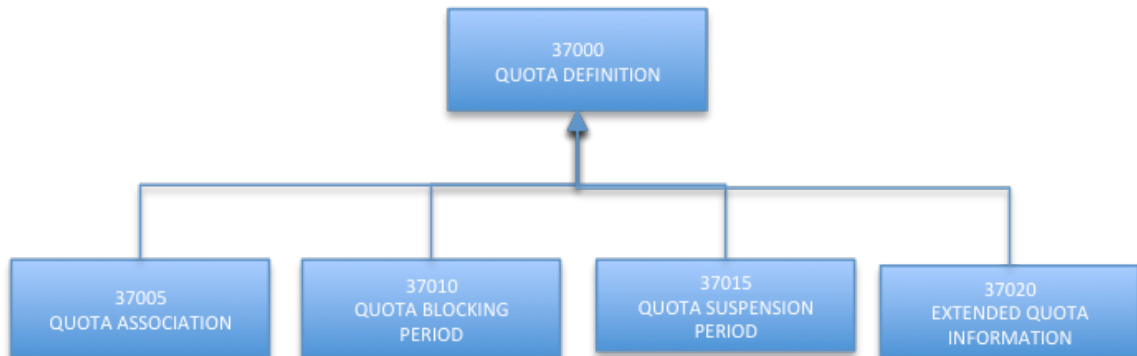 37000
QUOTA DEFINITION
37005
QUOTA ASSOCIATION
37010
QUOTA BLOCKING
PERIOD
37015
QUOTA SUSPENSION
PERIOD
37020
EXTENDED QUOTA
INFORMATION